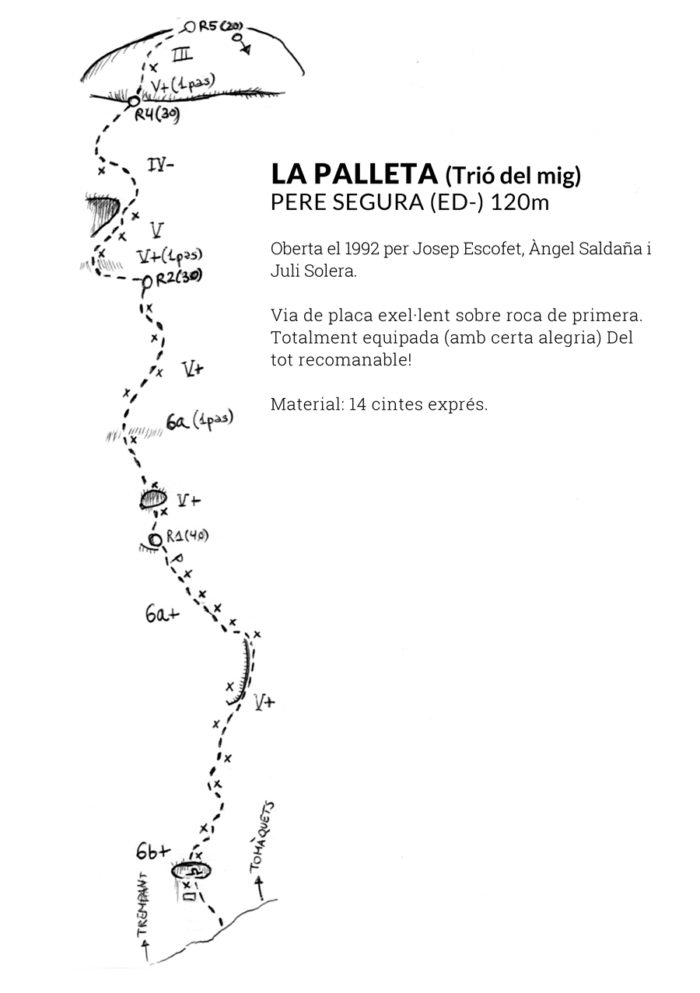 R5(20)
III
V+(1pas)
R4(30)
IV-
LA PALLETA (Trió del mig)
PERE SEGURA (ED-) 120m
Oberta el 1992 per Josep Escofet, Àngel Saldaña i
Juli Solera.
V
V+(1pas)
R2(30)
Via de placa exel·lent sobre roca de primera.
Totalment equipada (amb certa alegria) Del
tot recomanable!
V+
Material: 14 cintes exprés.
6a (1pas)
V+
R1(40)
6a+
V+
6b+
TOMÀQUETS
TREMPANT